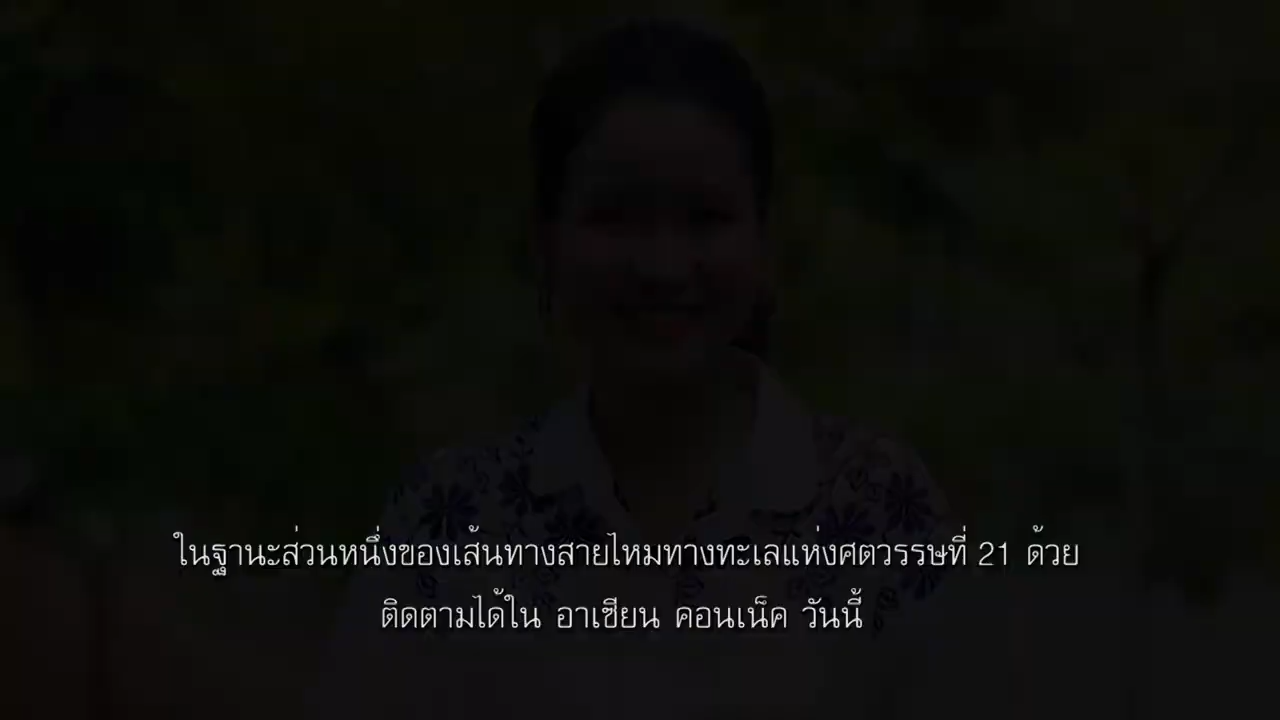 ในฐานะส่วนหนึ่งของเส้นทางสายไหมทางทะเลแห่งศตวรรษที่ 21 ด้วย
ติดตามได้ใน อาเซียน คอนเน็ค วันนี้